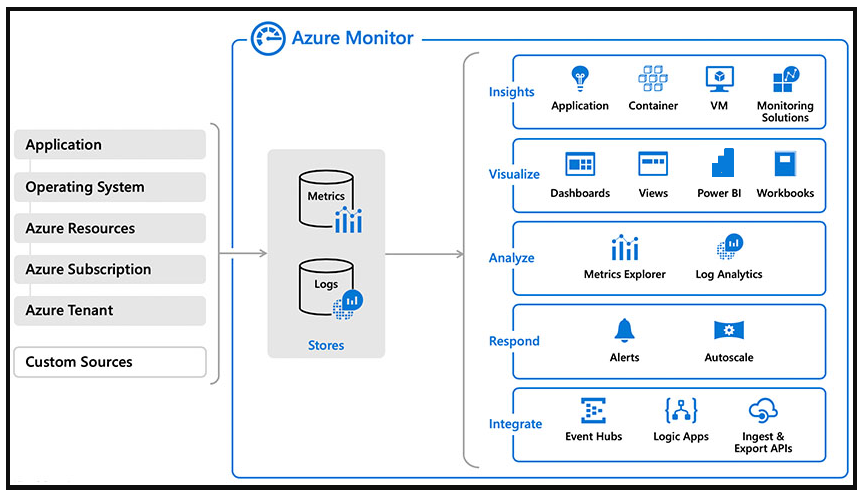 Azure Monitor
Application
Operating System
Azure Resources
Azure Subscription
Azure Tenant
Custom Sources
Metrics
Logs
Stores
Insights
Application
Container
VM
Monitoring
Solutions
Visualize
Dashboards
Views
Power BI
Workbooks
Analyze
Metrics Explorer
Log Analytics
Respond
Alerts
Autoscale
Integrate
Event Hubs
Logic Apps
Ingest &
Export APIs